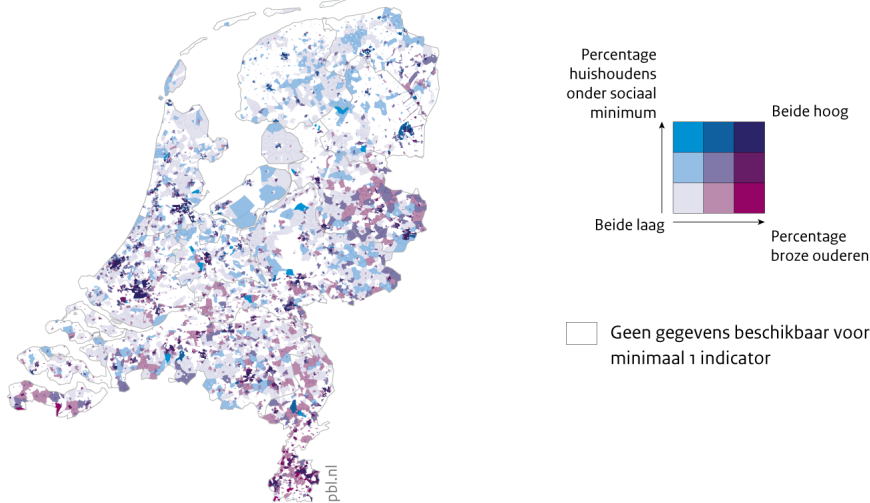 Percentage
huishoudens
onder sociaal
minimum
Beide hoog
Beide laag
Percentage
broze ouderen
Geen gegevens beschikbaar voor
minimaal 1 indicator
pbl.nl